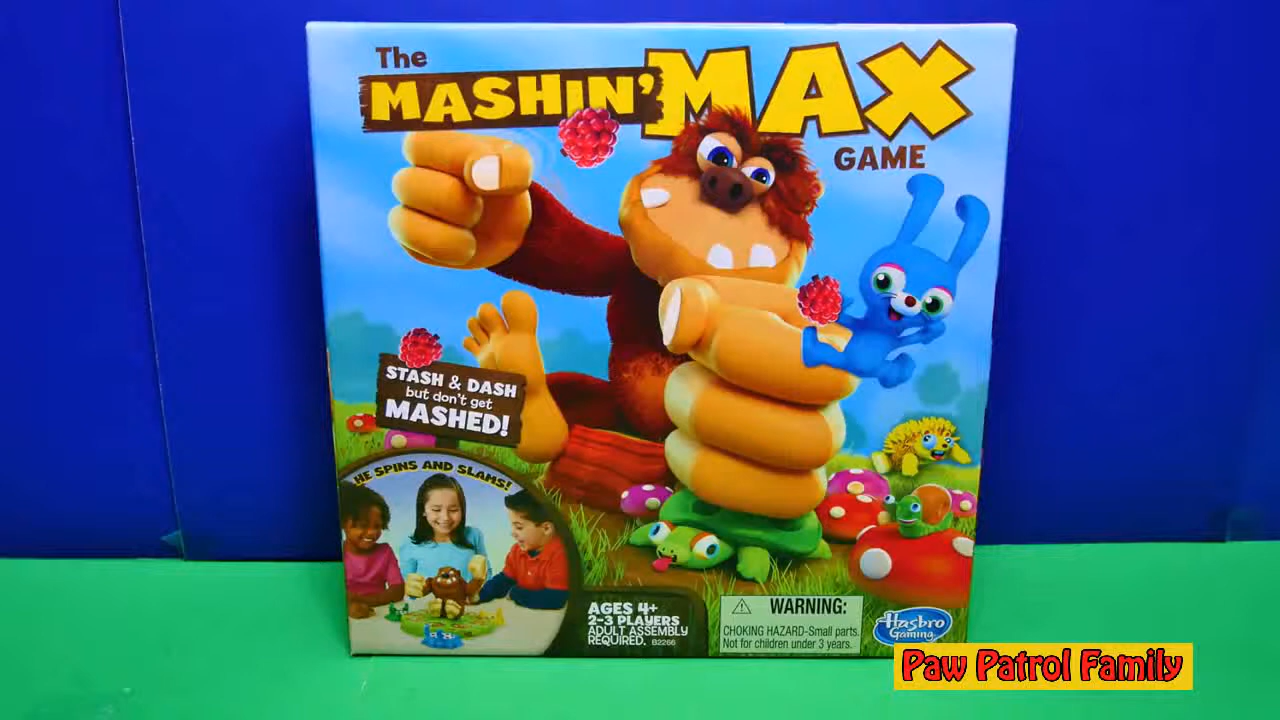 The
MASHIN' MAX
GAME
STASH & DASH
but don't get
MASHED!
HE SPINS AND SLAMS!
AGES 4+
2-3 PLAYERS
ADULT ASSEMBLY
REQUIRED. B2266
WARNING:
CHOKING HAZARD-Small parts.
Not for children under 3 years.
Hasbro
Gaming
Paw Patrol Family